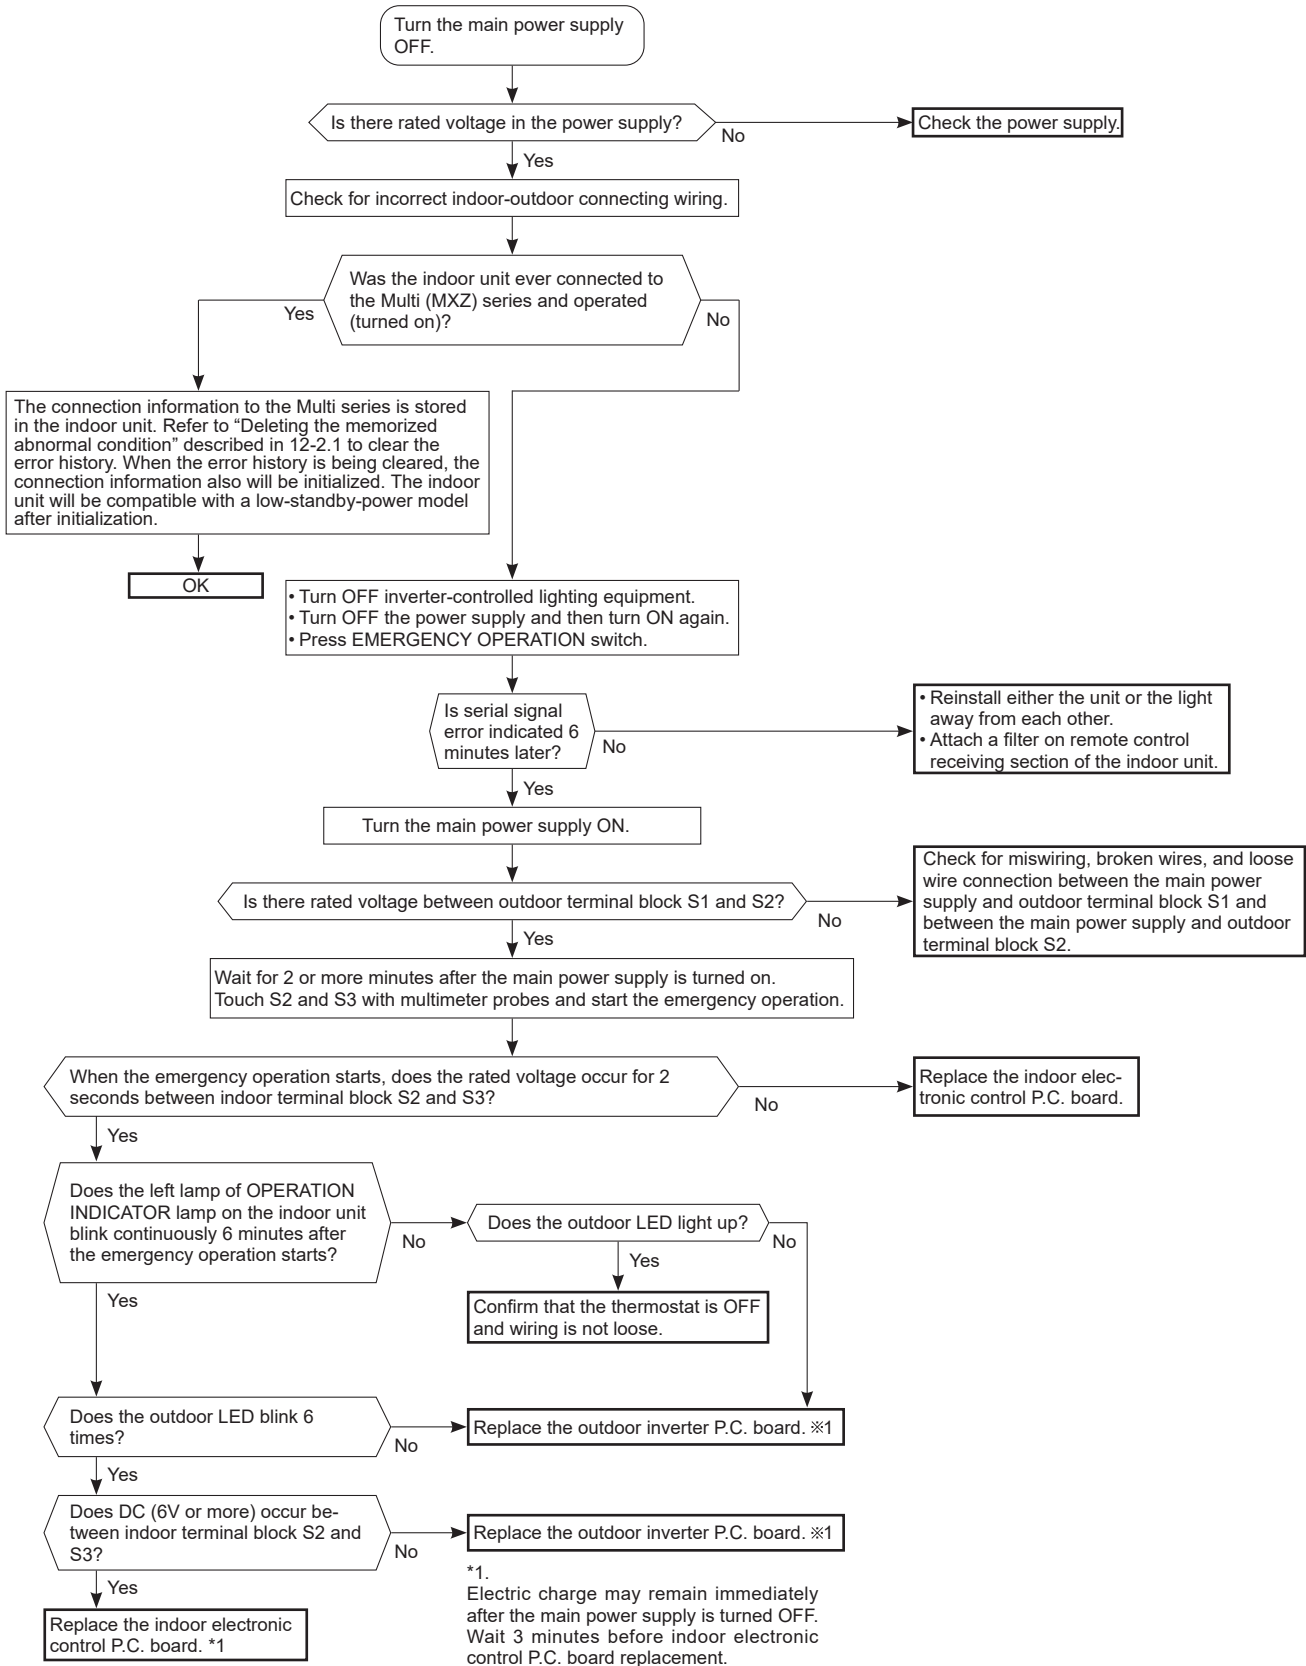 Turn the main power supply
OFF.
Is there rated voltage in the power supply?
No
Check the power supply.
Yes
Check for incorrect indoor-outdoor connecting wiring.
Was the indoor unit ever connected to
the Multi (MXZ) series and operated
(turned on)?
Yes
No
The connection information to the Multi series is stored
in the indoor unit. Refer to “Deleting the memorized
abnormal condition” described in 12-2.1 to clear the
error history. When the error history is being cleared, the
connection information also will be initialized. The indoor
unit will be compatible with a low-standby-power model
after initialization.
OK
• Turn OFF inverter-controlled lighting equipment.
• Turn OFF the power supply and then turn ON again.
• Press EMERGENCY OPERATION switch.
Is serial signal
error indicated 6
minutes later?
No
• Reinstall either the unit or the light
away from each other.
• Attach a filter on remote control
receiving section of the indoor unit.
Yes
Turn the main power supply ON.
Is there rated voltage between outdoor terminal block S1 and S2?
No
Check for miswiring, broken wires, and loose
wire connection between the main power
supply and outdoor terminal block S1 and
between the main power supply and outdoor
terminal block S2.
Yes
Wait for 2 or more minutes after the main power supply is turned on.
Touch S2 and S3 with multimeter probes and start the emergency operation.
When the emergency operation starts, does the rated voltage occur for 2
seconds between indoor terminal block S2 and S3?
No
Replace the indoor elec-
tronic control P.C. board.
Yes
Does the left lamp of OPERATION
INDICATOR lamp on the indoor unit
blink continuously 6 minutes after
the emergency operation starts?
No
Does the outdoor LED light up?
No
Yes
Confirm that the thermostat is OFF
and wiring is not loose.
Yes
Does the outdoor LED blink 6
times?
No
Replace the outdoor inverter P.C. board. ※1
Yes
Does DC (6V or more) occur be-
tween indoor terminal block S2 and
S3?
No
Replace the outdoor inverter P.C. board. ※1
Yes
Replace the indoor electronic
control P.C. board. *1
*1.
Electric charge may remain immediately
after the main power supply is turned OFF.
Wait 3 minutes before indoor electronic
control P.C. board replacement.